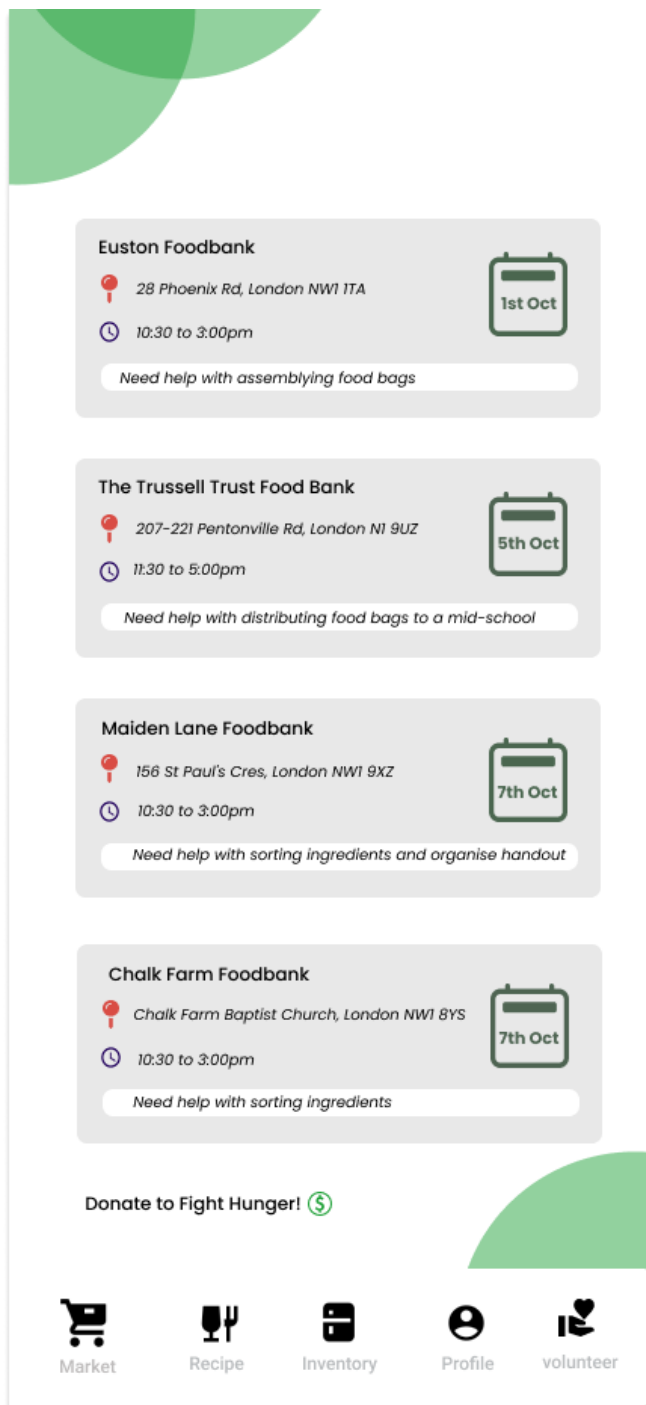 Euston Foodbank
28 Phoenix Rd, London NW1 1TA
1st Oct
10:30 to 3:00pm
Need help with assemblying food bags
The Trussell Trust Food Bank
207-221 Pentonville Rd, London N1 9UZ
5th Oct
11:30 to 5:00pm
Need help with distributing food bags to a mid-school
Maiden Lane Foodbank
156 St Paul's Cres, London NW1 9XZ
7th Oct
10:30 to 3:00pm
Need help with sorting ingredients and organise handout
Chalk Farm Foodbank
Chalk Farm Baptist Church, London NW1 8YS
7th Oct
10:30 to 3:00pm
Need help with sorting ingredients
Donate to Fight Hunger! $
Market Recipe Inventory Profile volunteer